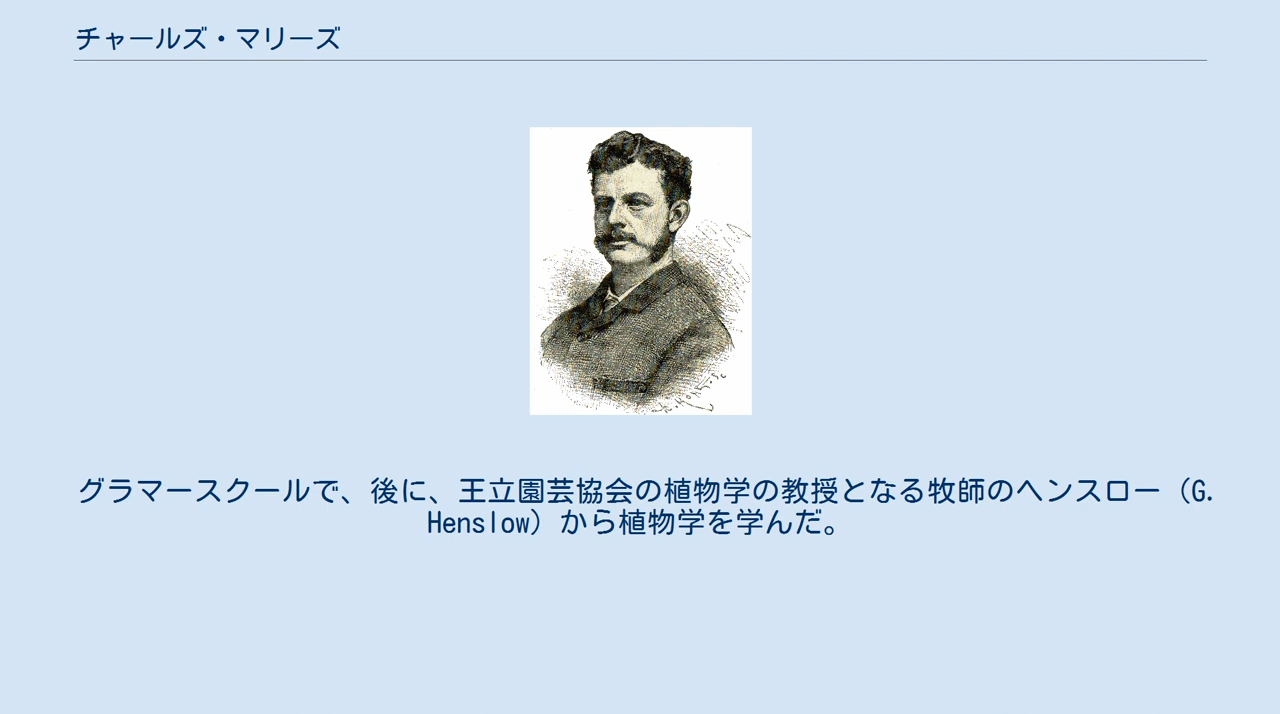 チャールズ・マリーズ
グラマースクールで、後に、王立園芸協会の植物学の教授となる牧師のヘンスロー（G.
Henslow）から植物学を学んだ。